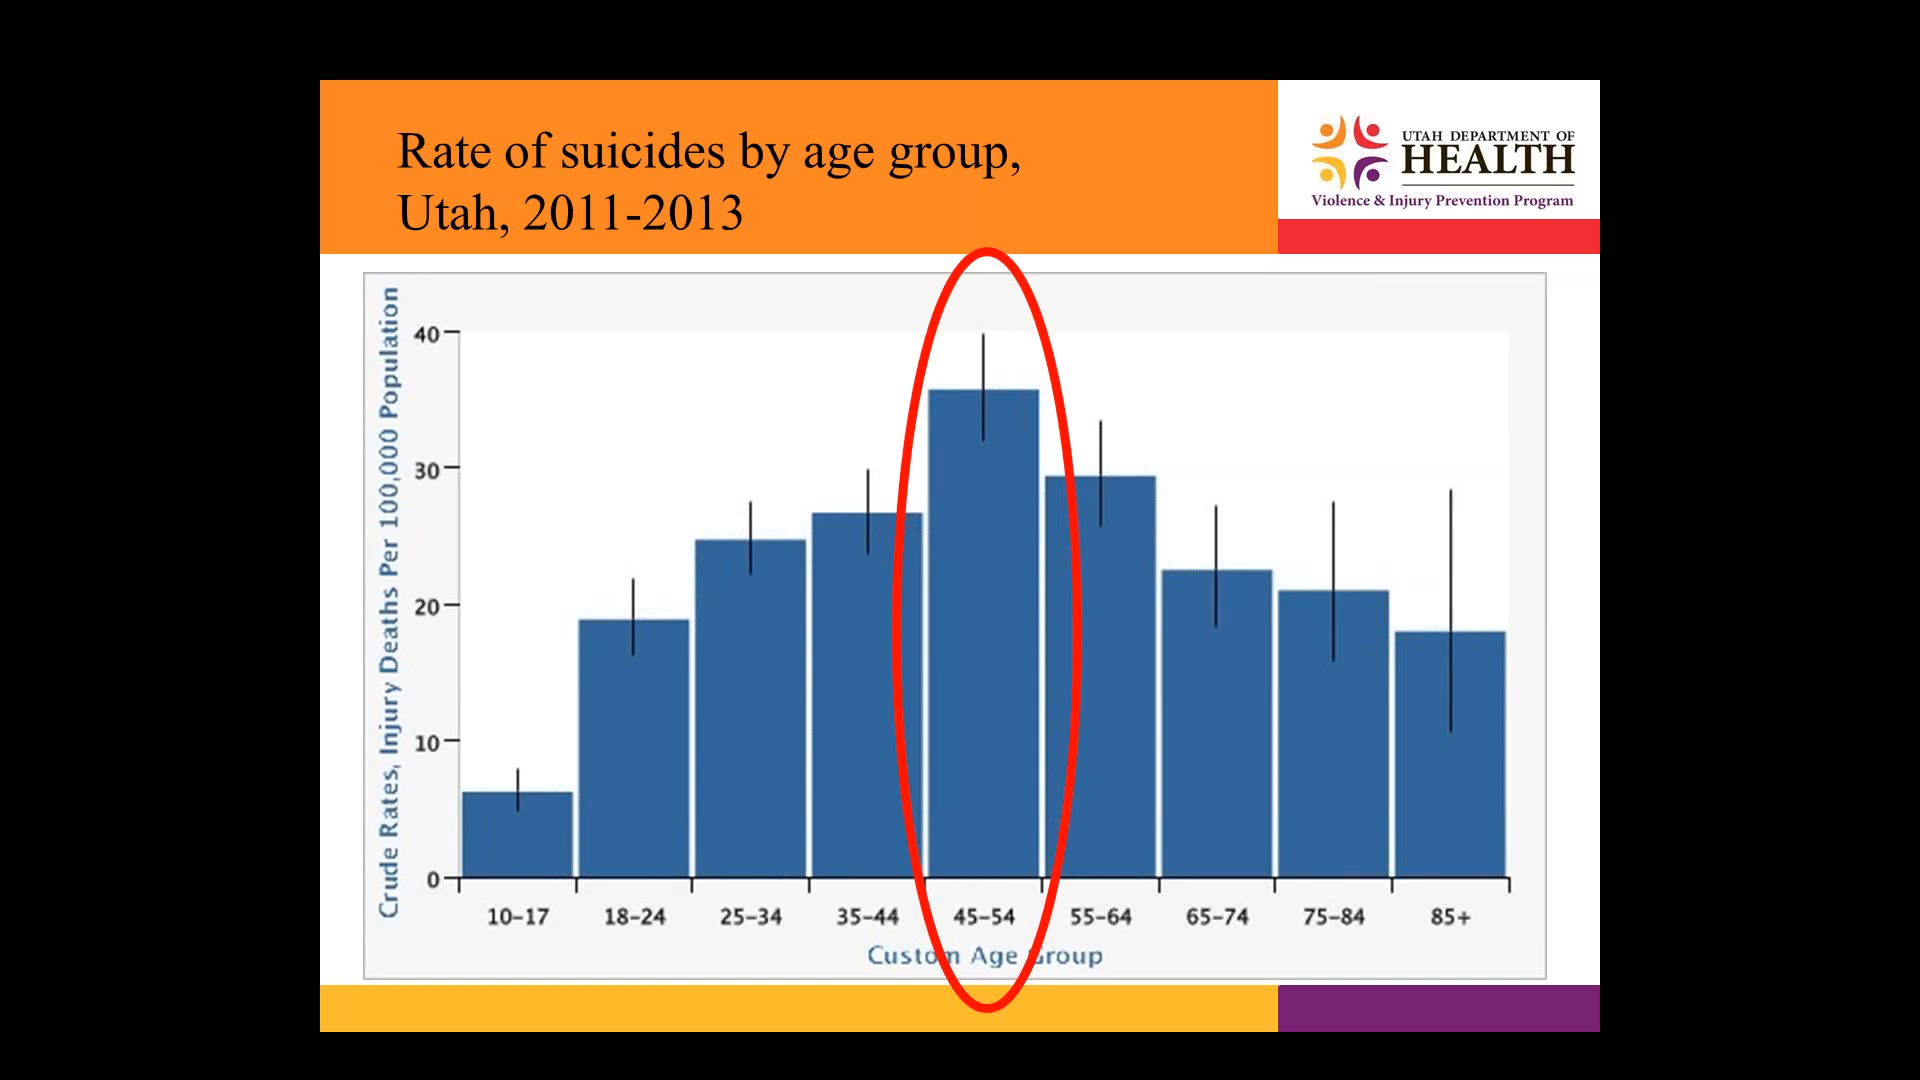 Rate of suicides by age group,
Utah, 2011-2013
UTAH DEPARTMENT OF
HEALTH
Violence & Injury Prevention Program
Crude Rates, Injury Deaths Per 100,000 Population
40
30
20
10
0
10-17 18-24 25-34 35-44 45-54 55-64 65-74 75-84 85+
Custom Age Group